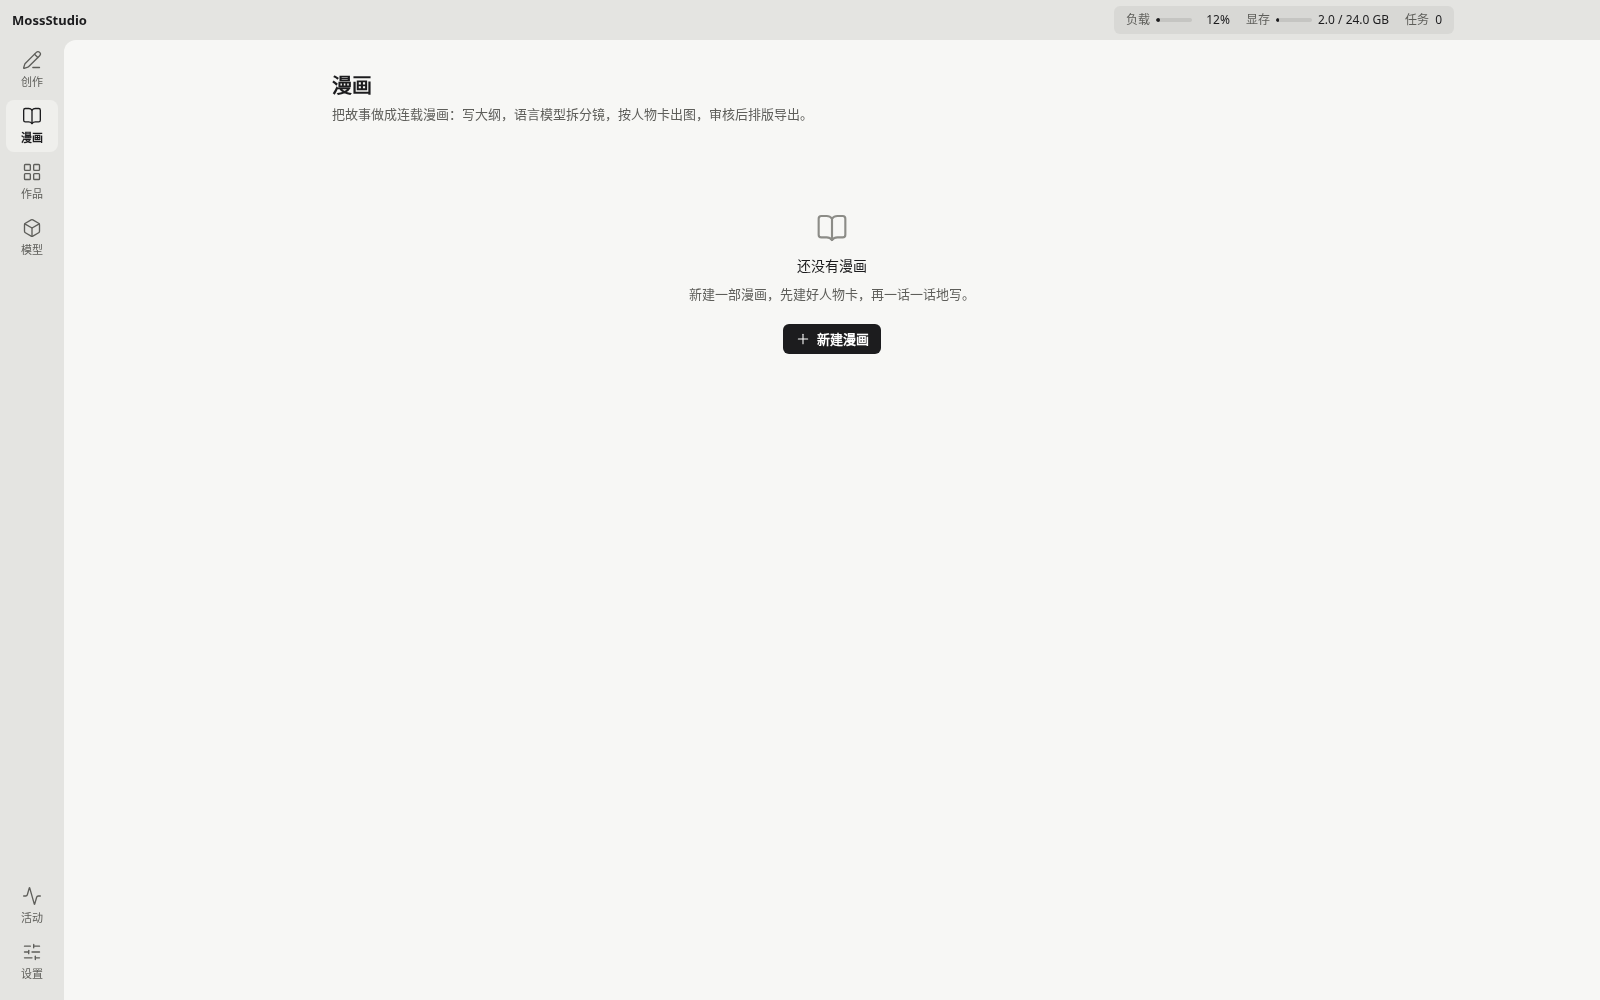 MossStudio
负载 12% 显存 2.0 / 24.0 GB 任务 0
创作
漫画
作品
模型
漫画
把故事做成连载漫画：写大纲，语言模型拆分镜，按人物卡出图，审核后排版导出。
还没有漫画
新建一部漫画，先建好人物卡，再一话一话地写。
新建漫画
活动
设置